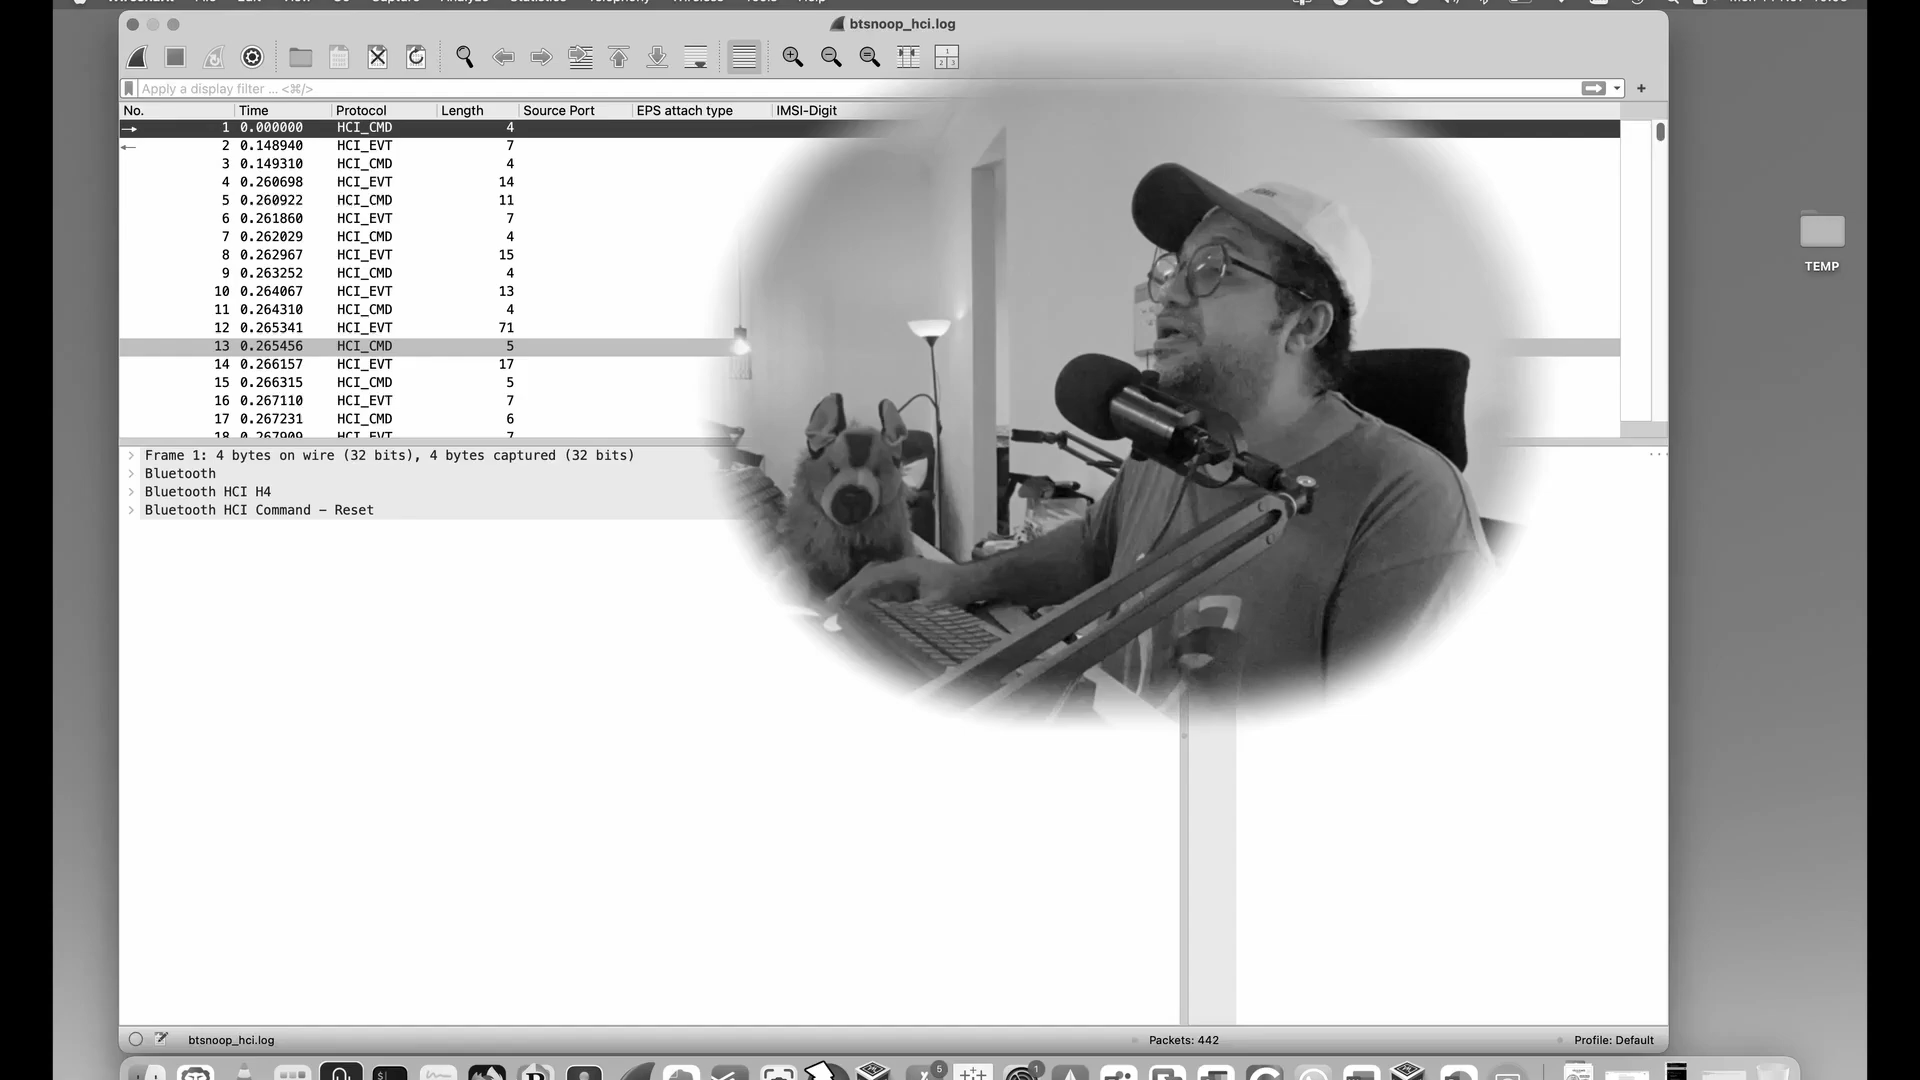 btsnoop_hci.log
Apply a display filter ... <⌘/>
No. Time Protocol Length Source Port EPS attach type IMSI-Digit
1 0.000000 HCI_CMD 4
2 0.148940 HCI_EVT 7
3 0.149310 HCI_CMD 4
4 0.260698 HCI_EVT 14
5 0.260922 HCI_CMD 11
6 0.261860 HCI_EVT 7
7 0.262029 HCI_CMD 4
8 0.262967 HCI_EVT 15
9 0.263252 HCI_CMD 4
10 0.264067 HCI_EVT 13
11 0.264310 HCI_CMD 4
12 0.265341 HCI_EVT 71
13 0.265456 HCI_CMD 5
14 0.266157 HCI_EVT 17
15 0.266315 HCI_CMD 5
16 0.267110 HCI_EVT 7
17 0.267231 HCI_CMD 6
18 0.267909 HCI_EVT 7
TEMP
Frame 1: 4 bytes on wire (32 bits), 4 bytes captured (32 bits)
Bluetooth
Bluetooth HCI H4
Bluetooth HCI Command - Reset
btsnoop_hci.log Packets: 442 Profile: Default